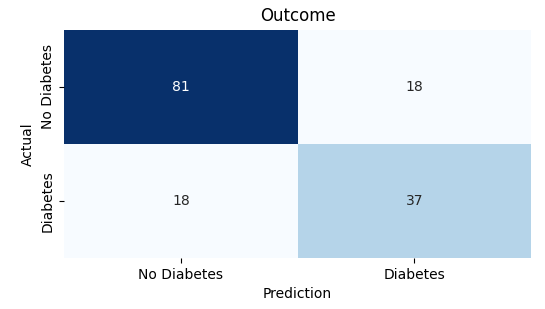 Outcome
Actual
No Diabetes
81
18
Diabetes
18
37
No Diabetes
Diabetes
Prediction